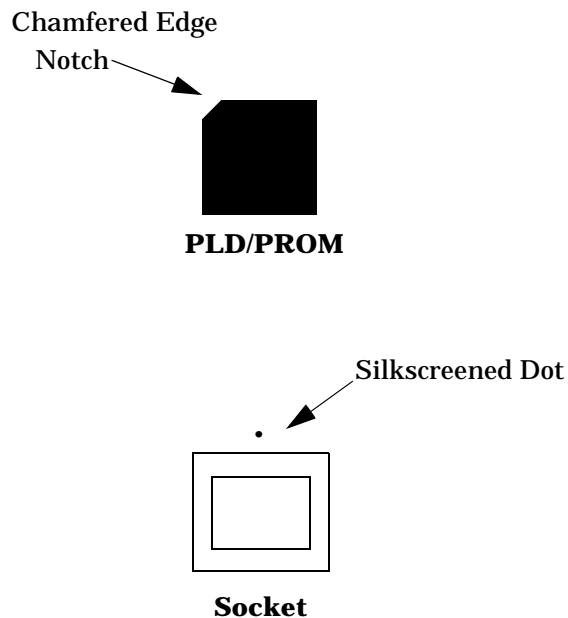 Chamfered Edge
Notch
PLD/PROM
Silkscreened Dot
Socket